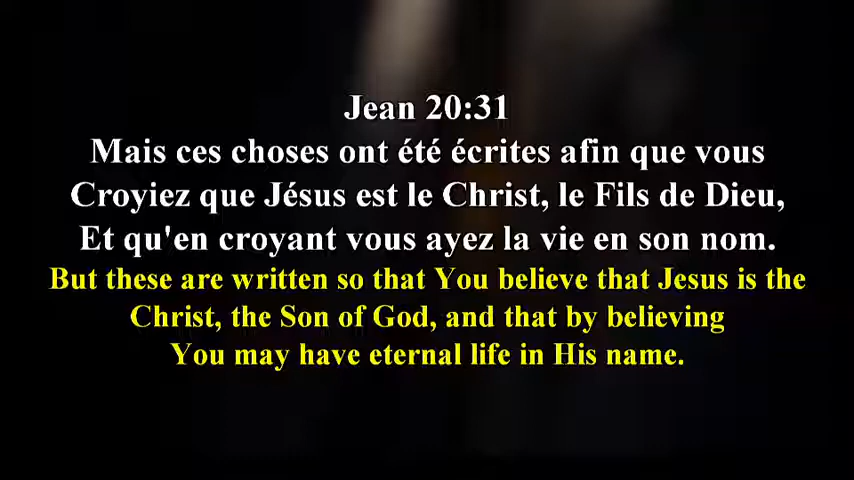 Jean 20:31
Mais ces choses ont été écrites afin que vous
Croyiez que Jésus est le Christ, le Fils de Dieu,
Et qu'en croyant vous ayez la vie en son nom.
But these are written so that You believe that Jesus is the
Christ, the Son of God, and that by believing
You may have eternal life in His name.